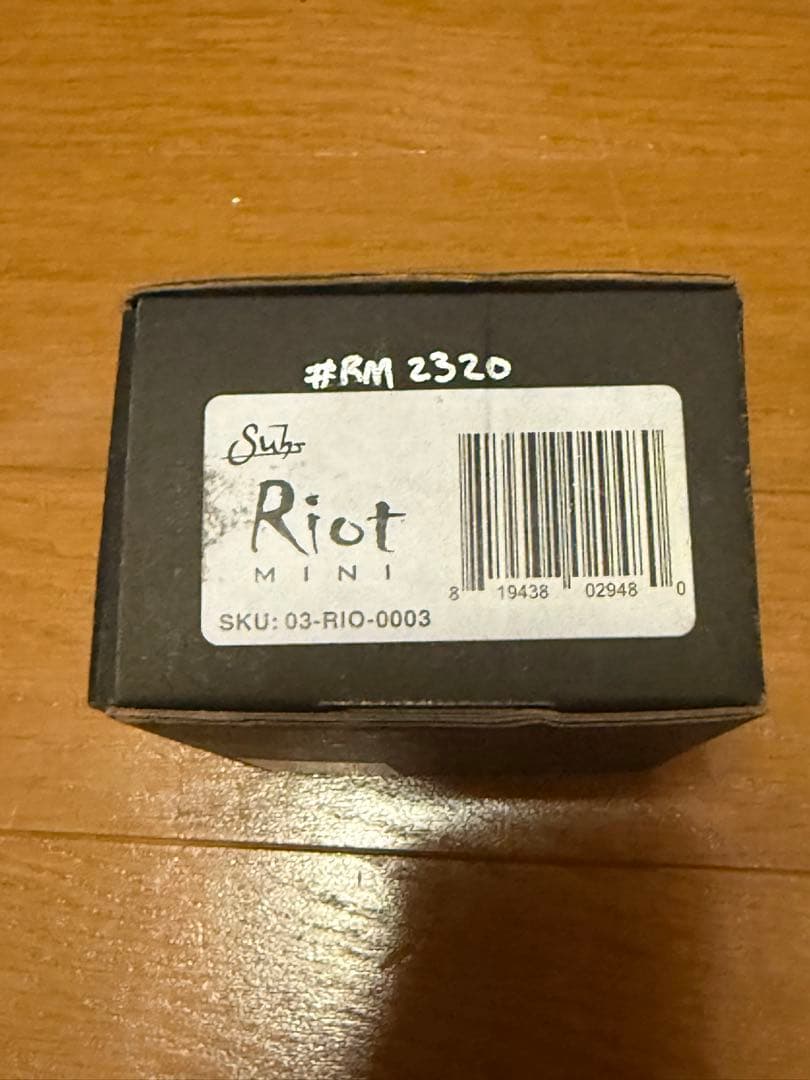 #RM 2320
Suhr
Riot
MINI
SKU: 03-RIO-0003
8 19438 02948 0